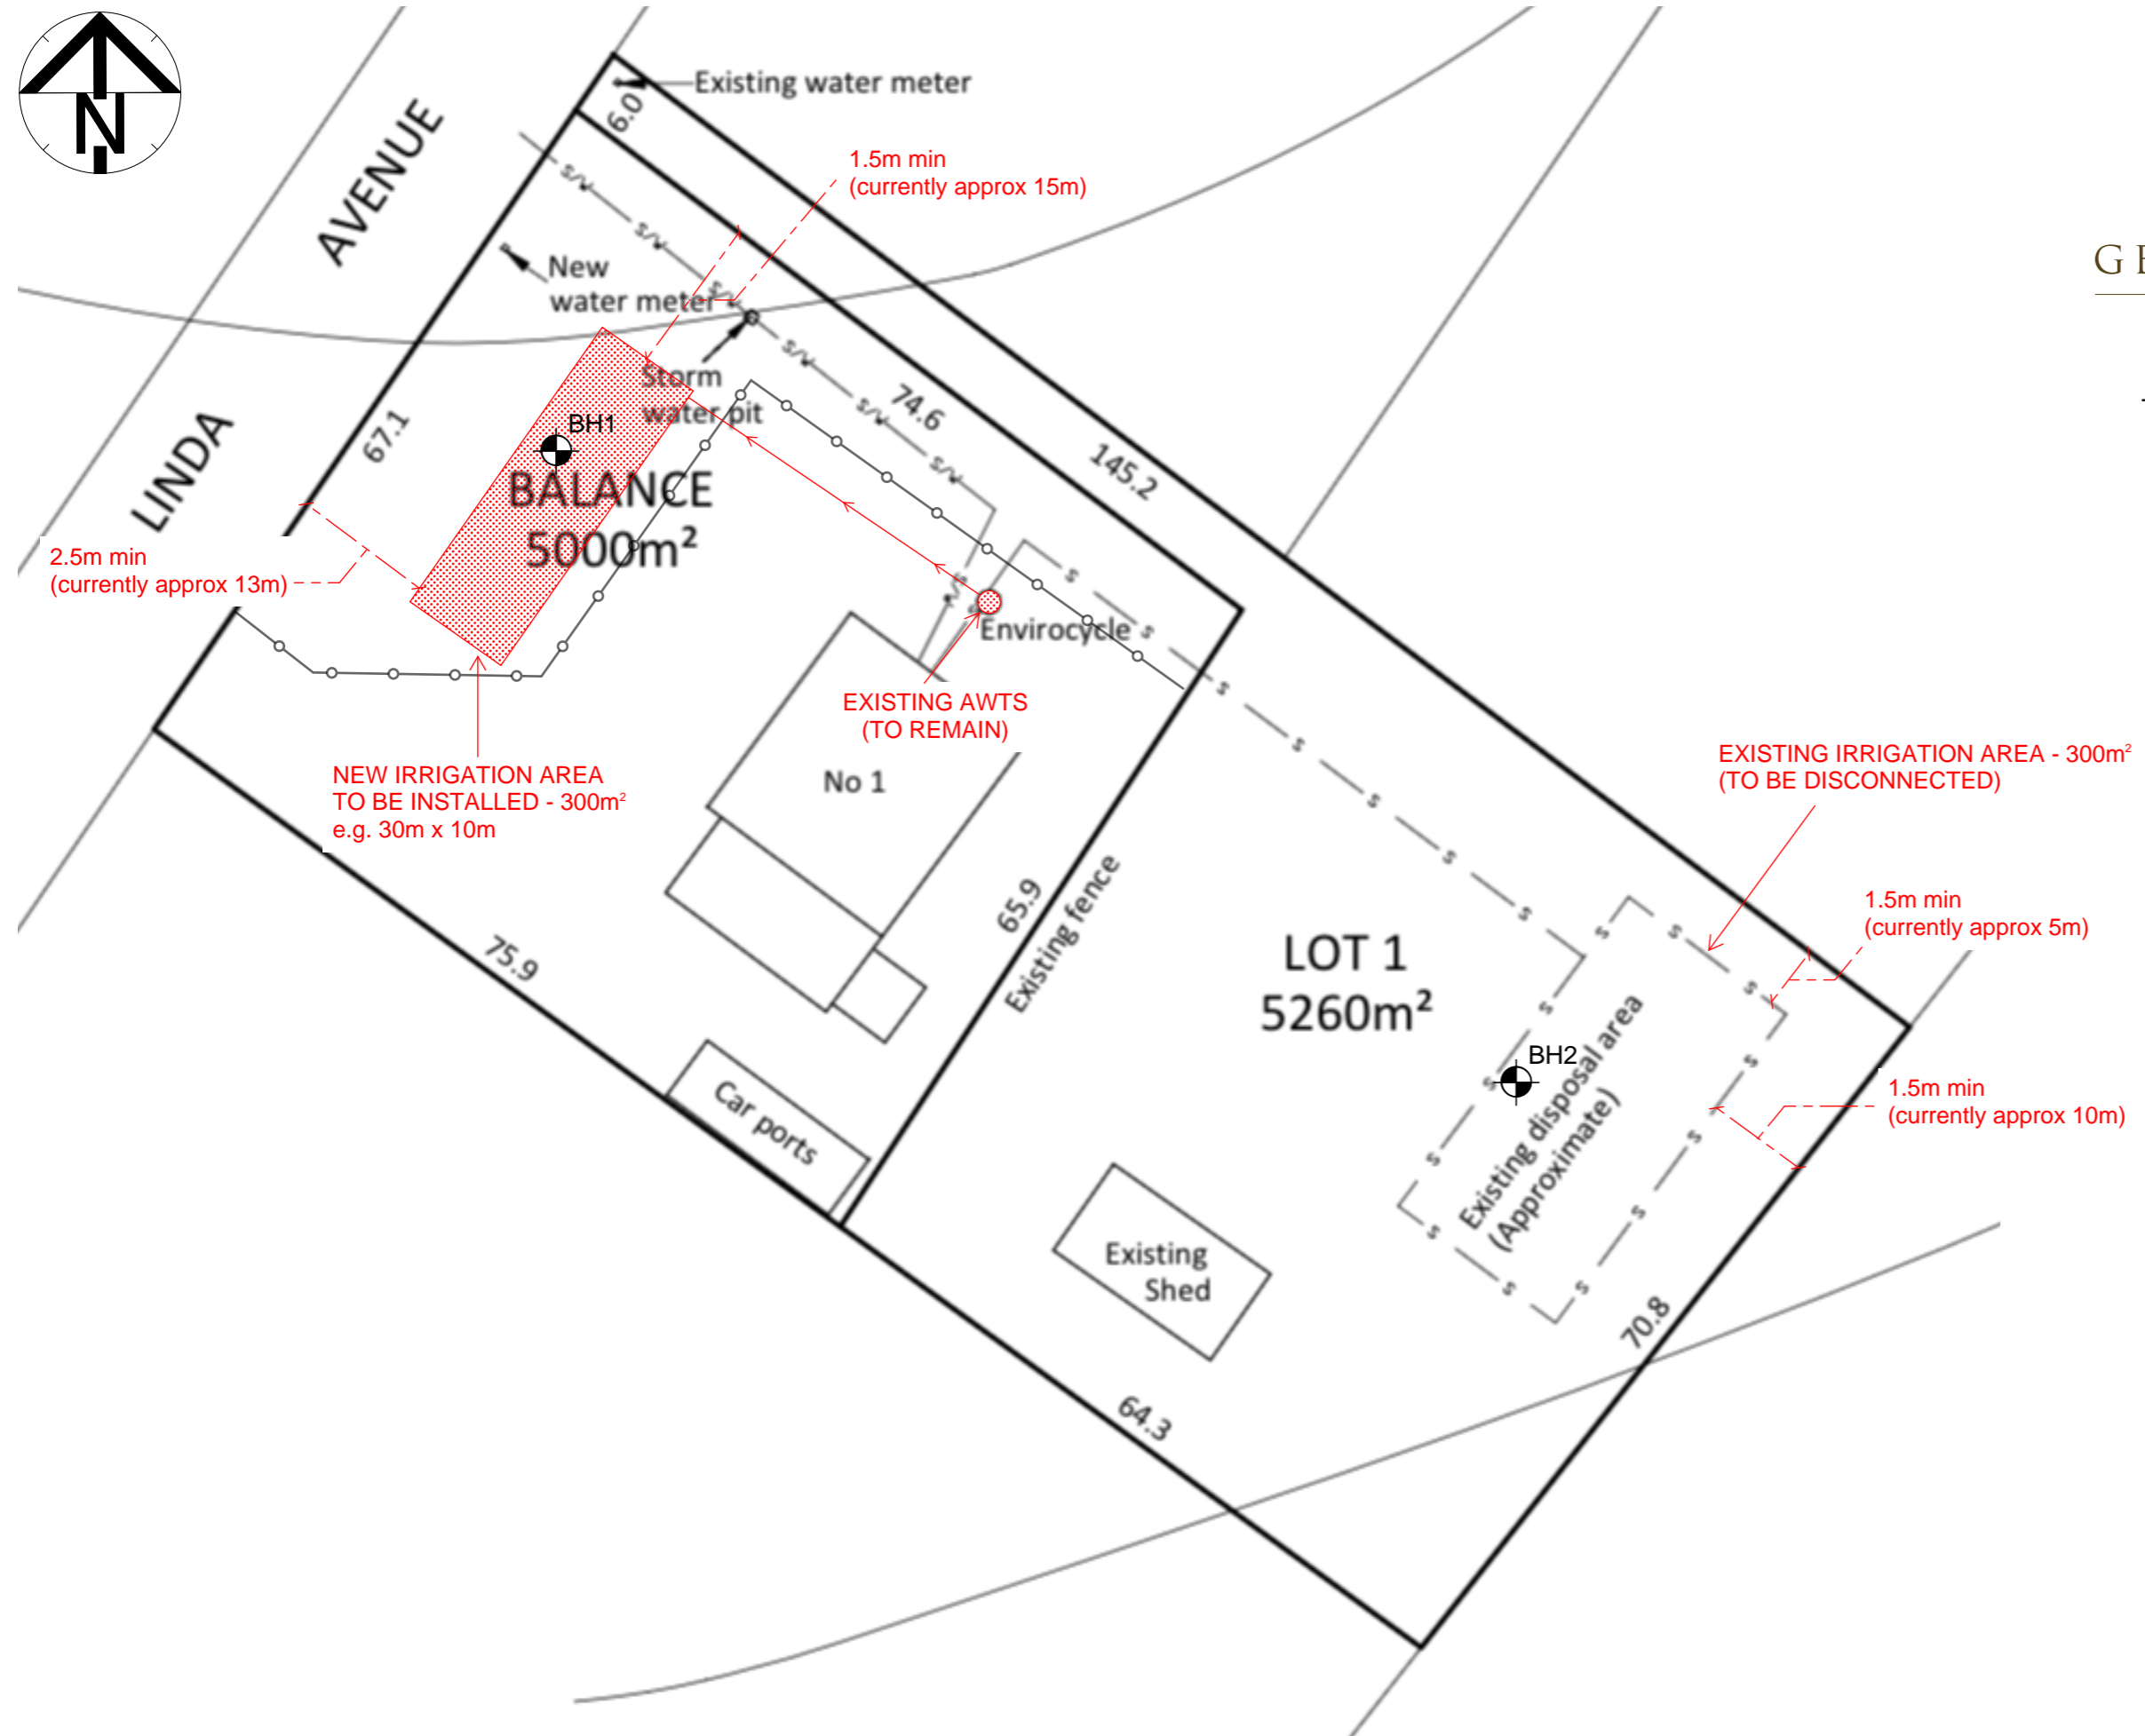 N
Existing water meter
6.0
AVENUE
1.5m min
(currently approx 15m)
New
water meter
S/V
S/V
S/V
S/V
S/V
S/V
S/V
Storm
water pit
74.6
145.2
67.1
BH1
LINDA
BALANCE
5000m²
2.5m min
(currently approx 13m)
Envirocycle
EXISTING AWTS
(TO REMAIN)
NEW IRRIGATION AREA
TO BE INSTALLED - 300m²
e.g. 30m x 10m
No 1
EXISTING IRRIGATION AREA - 300m²
(TO BE DISCONNECTED)
65.9
Existing fence
75.9
1.5m min
(currently approx 5m)
LOT 1
5260m²
BH2
Existing disposal area
(Approximate)
1.5m min
(currently approx 10m)
Car ports
Existing
Shed
70.8
64.3